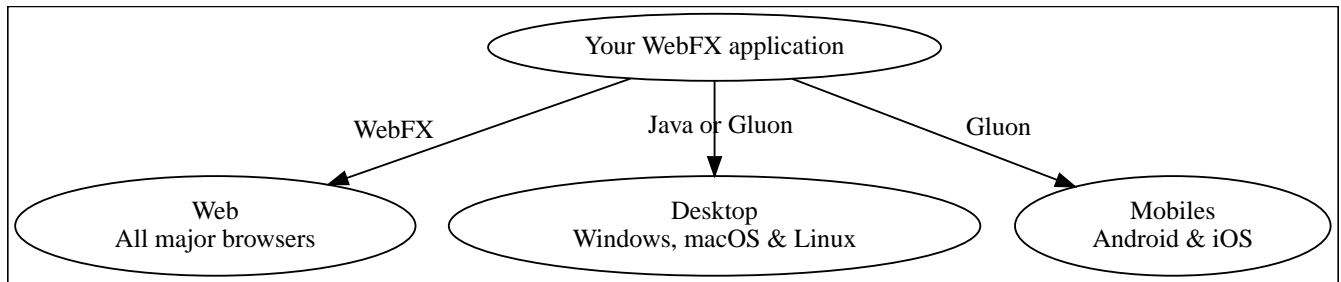 Your WebFX application
WebFX
Java or Gluon
Gluon
Web
All major browsers
Desktop
Windows, macOS & Linux
Mobiles
Android & iOS